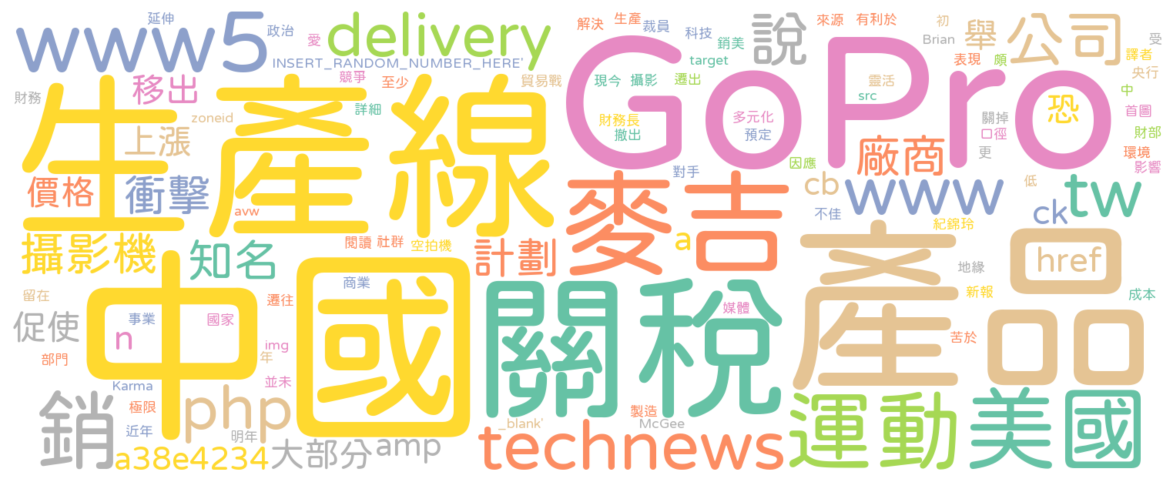 延伸
www5
政治
愛
delivery
INSERT_RANDOM_NUMBER_HERE'
競爭
至少
貿易戰
解決
生產
裁員
科技
銷美
target
說
來源
有利於
初
Brian
舉
公司
受
表現
頗
譯者
央行
財務
移出
詳細
生產線
zoneid
上漲
價格
衝擊
avw
GoPro
現今
攝影
遷出
靈活
src
財務長
撤出
多元化
預定
關掉
口徑
更
恐
中
首圖
財部
環境
影響
廠商
因應
對手
麥吉
cb
www
低
tw
不佳
ck
紀錦玲
攝影機
知名
閱讀
社群
空拍機
計劃
a
產品
href
地緣
新報
成本
苦於
留在
促使
n
事業
遷往
國家
商業
中國
關稅
媒體
部門
img
年
並未
Karma
極限
近年
銷
php
明年
a38e4234
大部分
amp
_blank'
製造
McGee
technews
運動
美國